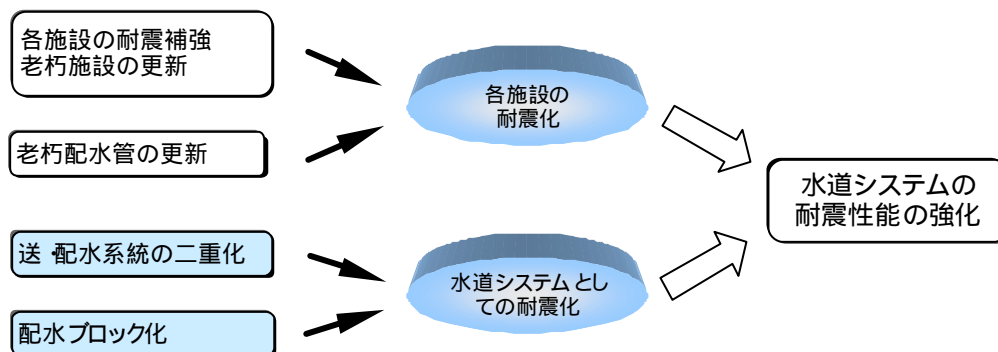 各施設の耐震補強
老朽施設の更新
老朽配水管の更新
送・配水系統の二重化
配水ブロック化
各施設の
耐震化
水道システムとし
ての耐震化
水道システムの
耐震性能の強化